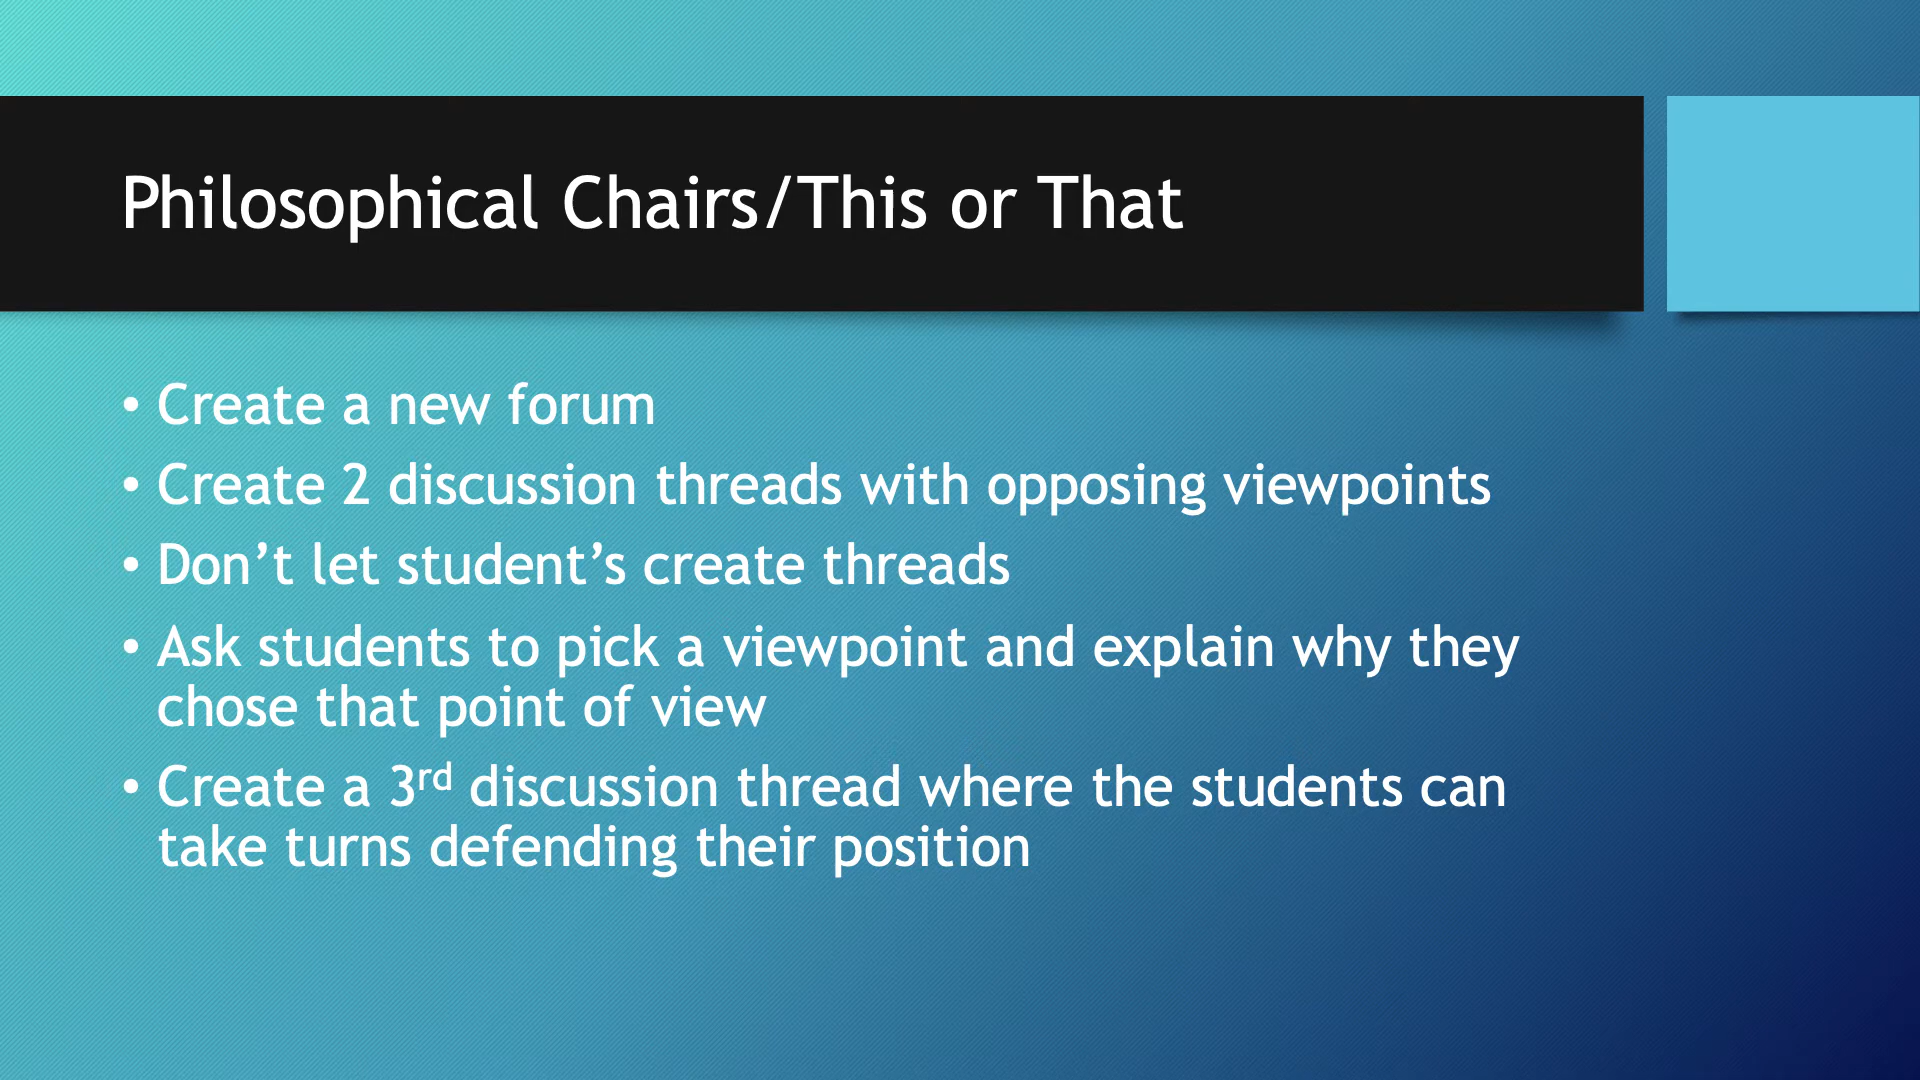 Philosophical Chairs/This or That
• Create a new forum
• Create 2 discussion threads with opposing viewpoints
• Don’t let student’s create threads
• Ask students to pick a viewpoint and explain why they
chose that point of view
• Create a 3rd discussion thread where the students can
take turns defending their position